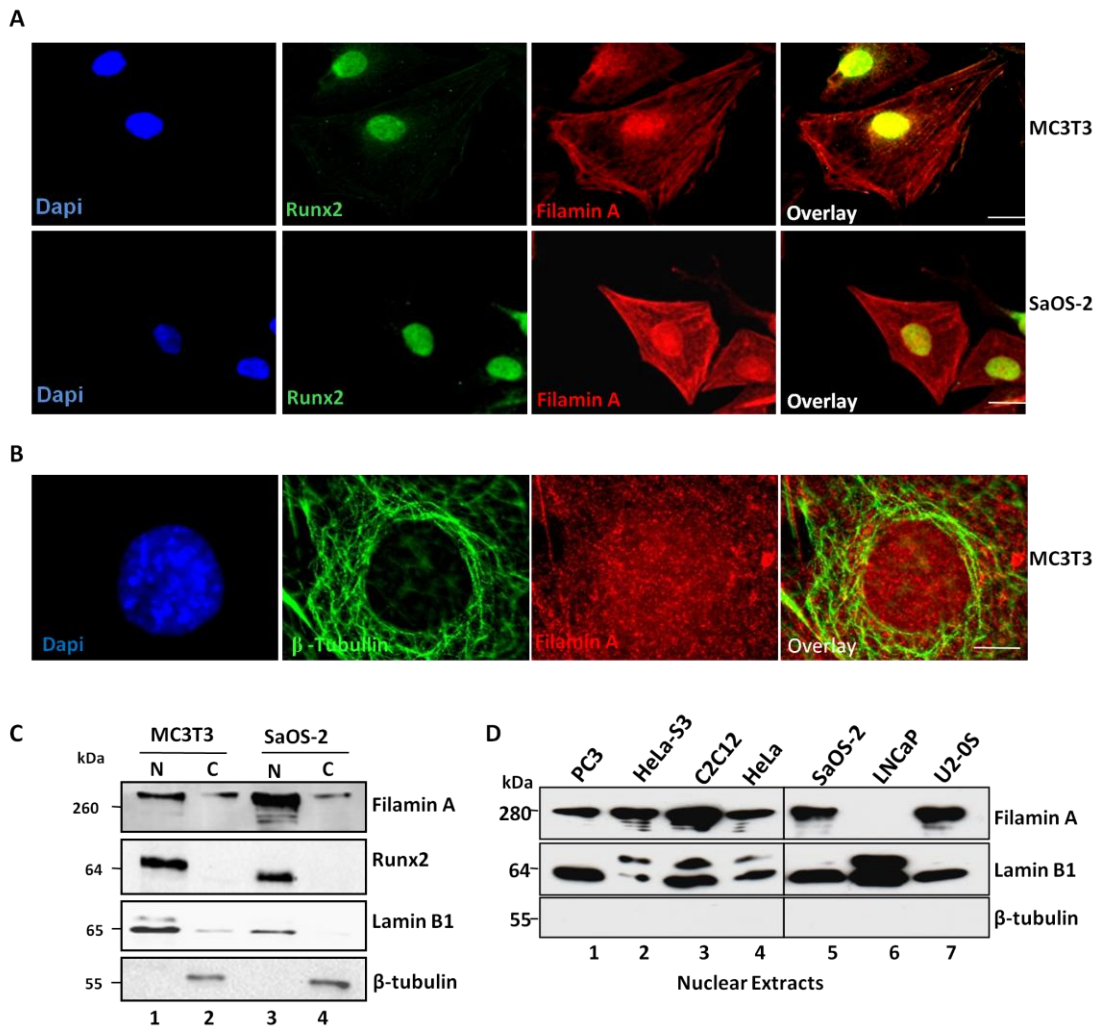 A
Dapi Runx2 Filamin A Overlay MC3T3
Dapi Runx2 Filamin A Overlay SaOS-2
B
Dapi β -Tubullin Filamin A Overlay MC3T3
C
MC3T3 SaOS-2
kDa N C N C
260 Filamin A
64 Runx2
65 Lamin B1
55 β-tubulin
1 2 3 4
D
PC3 HeLa-S3 C2C12 HeLa SaOS-2 LNCaP U2-0S
kDa
280 Filamin A
64 Lamin B1
55 β-tubulin
1 2 3 4 5 6 7
Nuclear Extracts